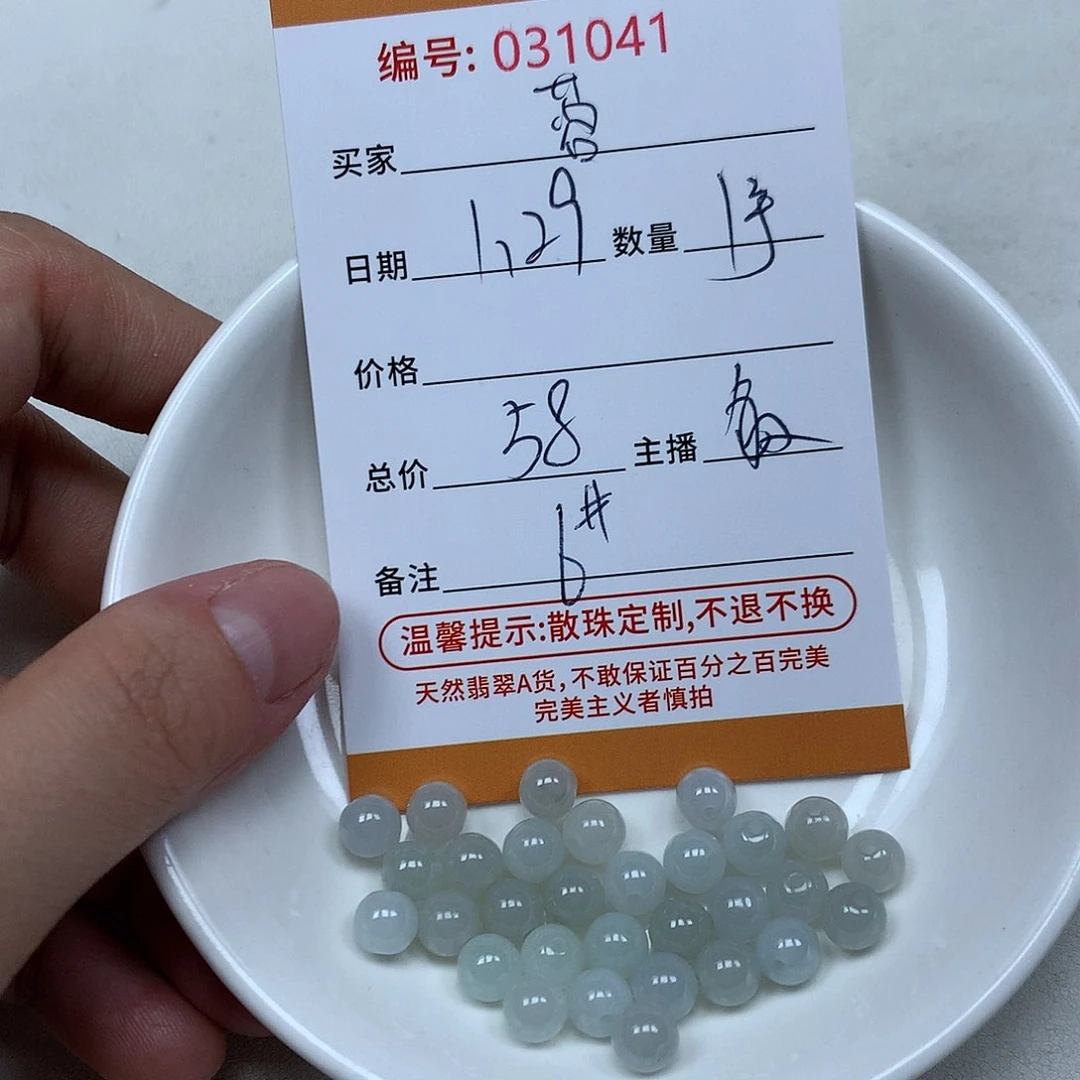 编号: 031041
买家
日期 1,29 数量 1手
价格
总价 58 主播
备注 6#
温馨提示:散珠定制,不退不换
天然翡翠A货,不敢保证百分之百完美
完美主义者慎拍